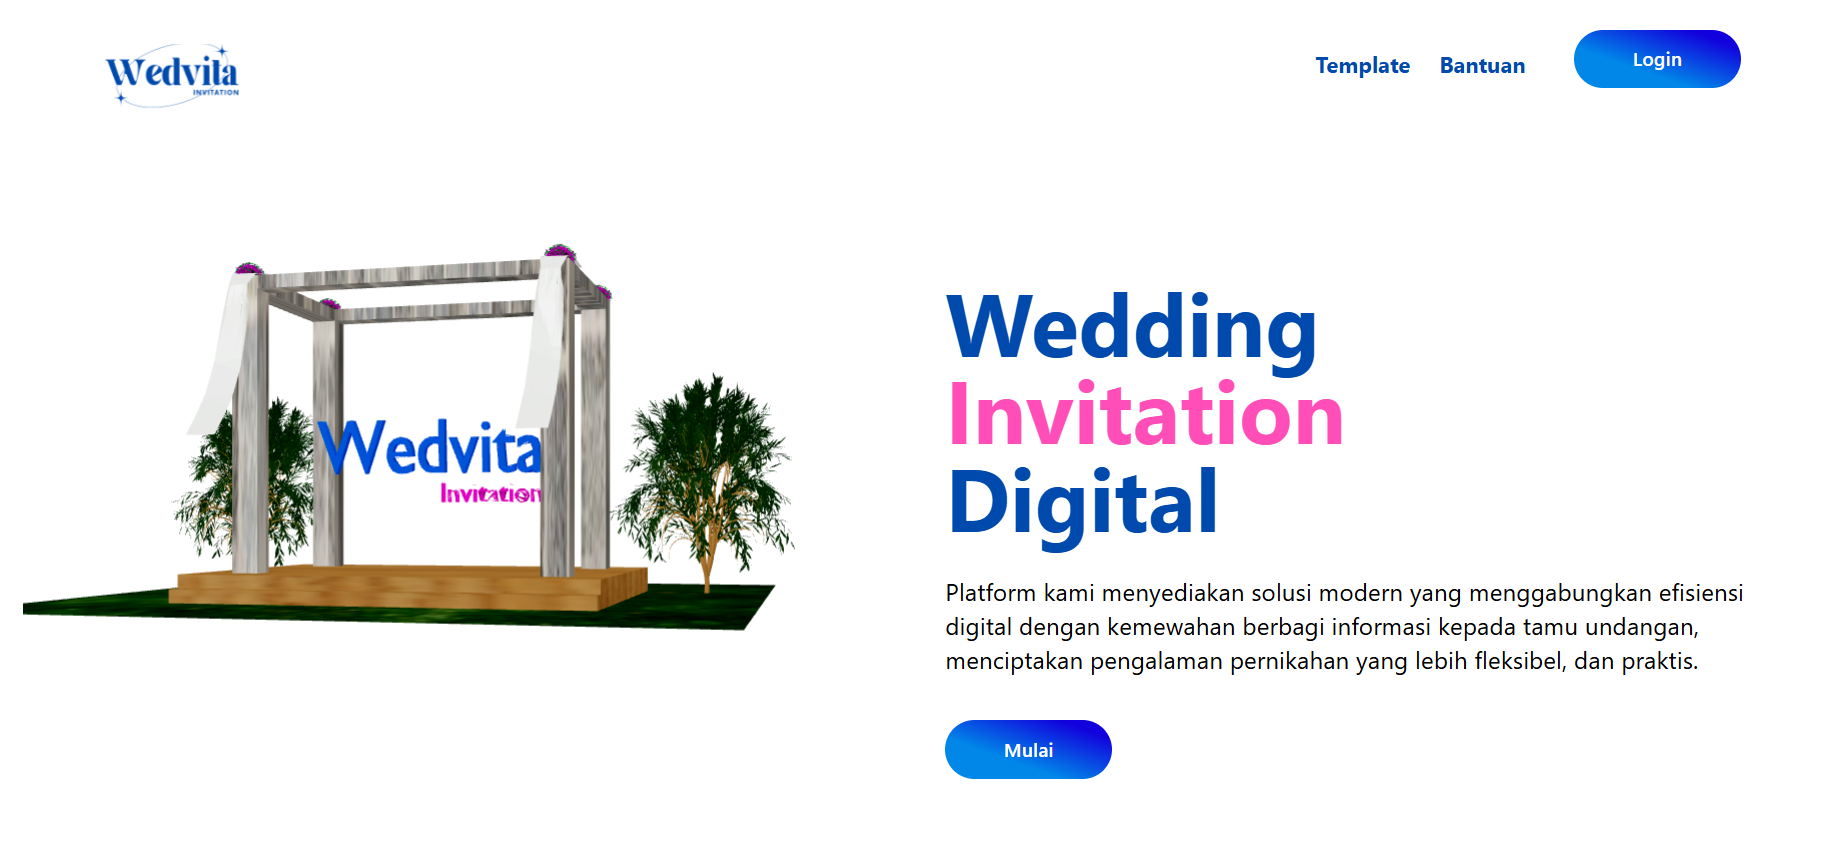 Wedvita
INVITATION
Template Bantuan Login
Wedvita
Invitation
Wedding
Invitation
Digital
Platform kami menyediakan solusi modern yang menggabungkan efisiensi
digital dengan kemewahan berbagi informasi kepada tamu undangan,
menciptakan pengalaman pernikahan yang lebih fleksibel, dan praktis.
Mulai